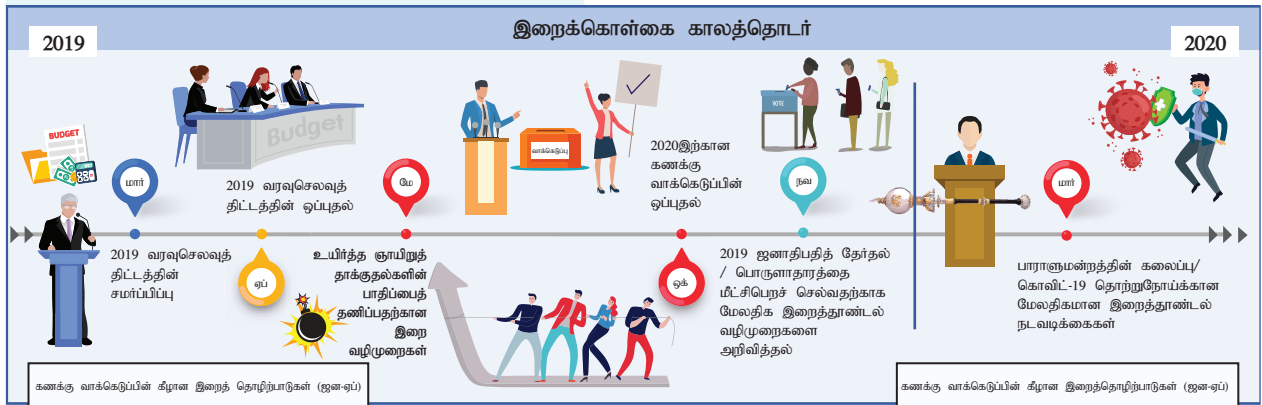 இறைக்கொள்கை காலத்தொடர்
2019
2020
BUDGET
மார்
2019 வரவுசெலவுத்
திட்டத்தின்
சமர்ப்பிப்பு
Budget
2019 வரவுசெலவுத்
திட்டத்தின் ஒப்புதல்
ஏப்
மே
உயிர்த்த ஞாயிறுத்
தாக்குதல்களின்
பாதிப்பைத்
தணிப்பதற்கான
இறை
வழிமுறைகள்
வாக்கெடுப்பு
2020இற்கான
கணக்கு
வாக்கெடுப்பின்
ஒப்புதல்
ஒக்
VOTE
நவ
2019 ஜனாதிபதித் தேர்தல்
/ பொருளாதாரத்தை
மீட்சிபெறச் செய்வதற்காக
மேலதிக இறைத்தூண்டல்
வழிமுறைகளை
அறிவித்தல்
மார்
பாராளுமன்றத்தின் கலைப்பு/
கொவிட்-19 தொற்றுநோய்க்கான
மேலதிகமான இறைத்தூண்டல்
நடவடிக்கைகள்
கணக்கு வாக்கெடுப்பின் கீழான இறைத் தொழிற்பாடுகள் (ஜன-ஏப்)
கணக்கு வாக்கெடுப்பின் கீழான இறைத்தொழிற்பாடுகள் (ஜன-ஏப்)